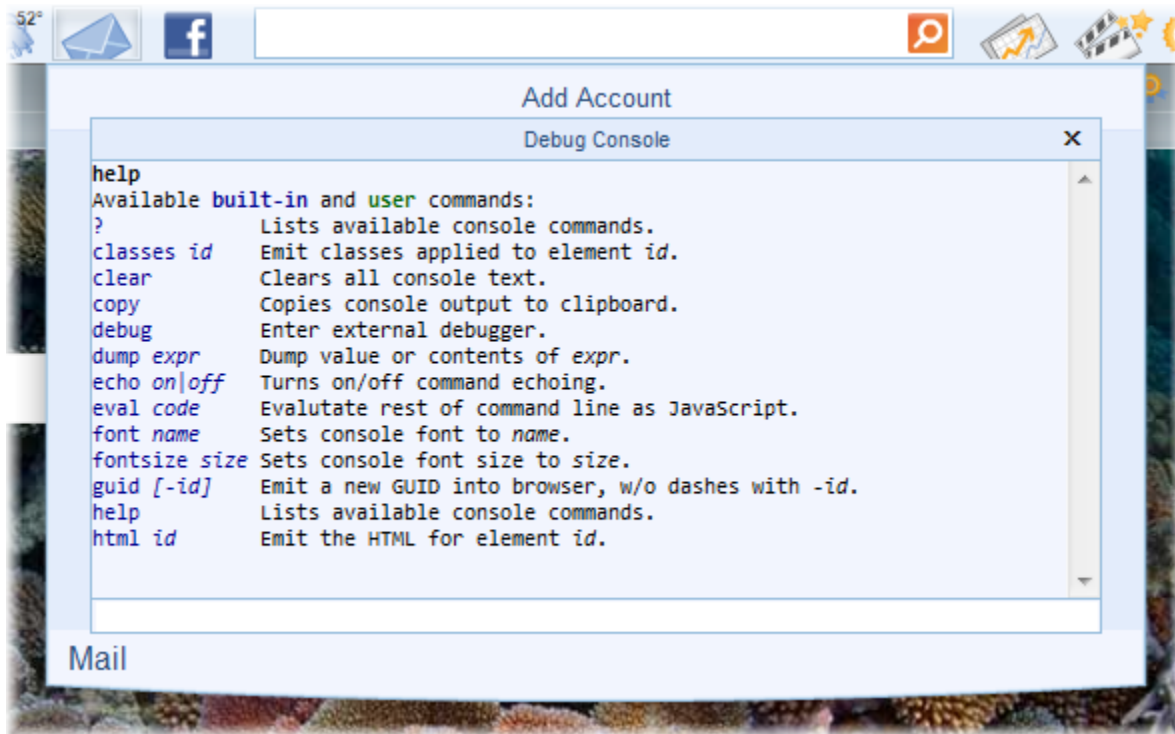 52°
f
Add Account
Debug Console x
help
Available built-in and user commands:
? Lists available console commands.
classes id Emit classes applied to element id.
clear Clears all console text.
copy Copies console output to clipboard.
debug Enter external debugger.
dump expr Dump value or contents of expr.
echo on|off Turns on/off command echoing.
eval code Evalutate rest of command line as JavaScript.
font name Sets console font to name.
fontsize size Sets console font size to size.
guid [-id] Emit a new GUID into browser, w/o dashes with -id.
help Lists available console commands.
html id Emit the HTML for element id.
Mail